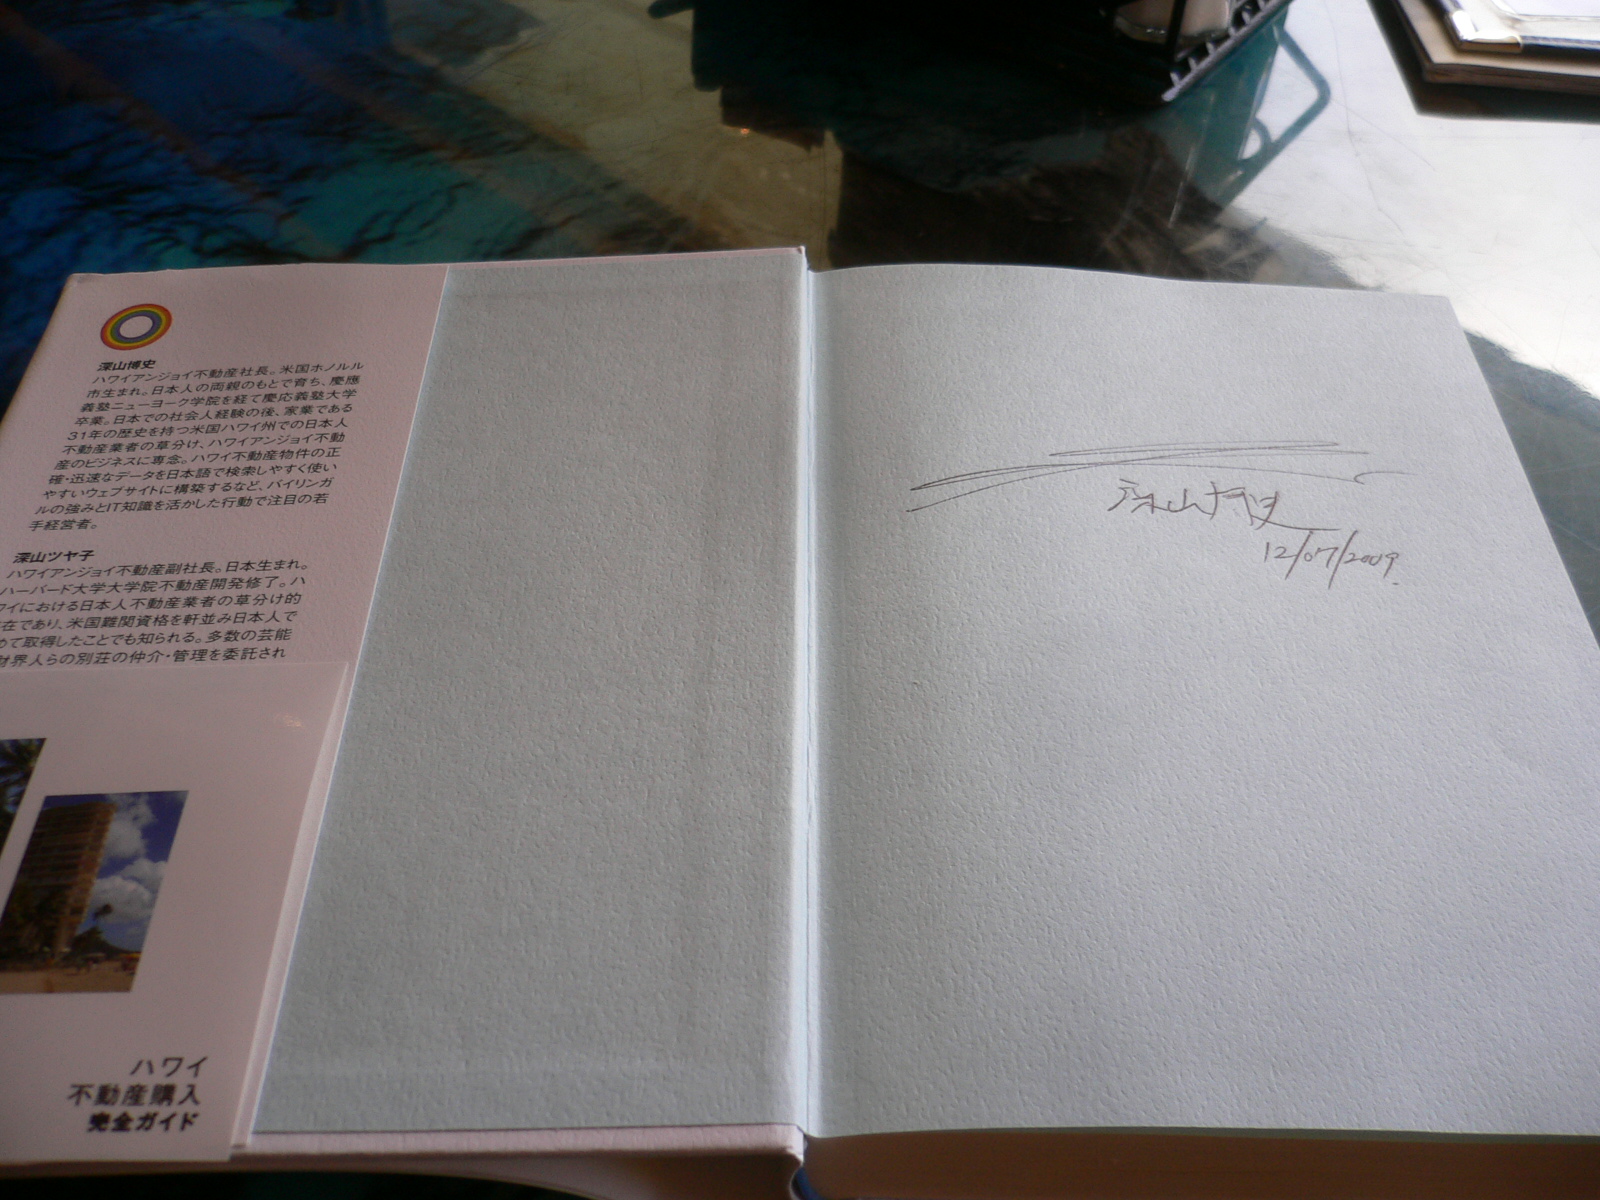 深山博史
ハワイアンジョイ不動産社長。米国ホノルル
市生まれ。日本人の両親のもとで育ち、慶應
義塾ニューヨーク学院を経て慶応義塾大学
卒業。日本での社会人経験の後、家業である
31年の歴史を持つ米国ハワイ州での日本人
不動産業者の草分け、ハワイアンジョイ不動
産のビジネスに専念。ハワイ不動産物件の正
確・迅速なデータを日本語で検索しやすく使い
やすいウェブサイトに構築するなど、バイリンガ
ルの強みとIT知識を活かした行動で注目の若
手経営者。
深山ツヤ子
ハワイアンジョイ不動産副社長。日本生まれ。
ハーバード大学大学院不動産開発修了。ハ
ワイにおける日本人不動産業者の草分け的
在であり、米国難関資格を軒並み日本人で
めて取得したことでも知られる。多数の芸能
財界人らの別荘の仲介・管理を委託され
ハワイ
不動産購入
完全ガイド
深山博史
12/07/2009.